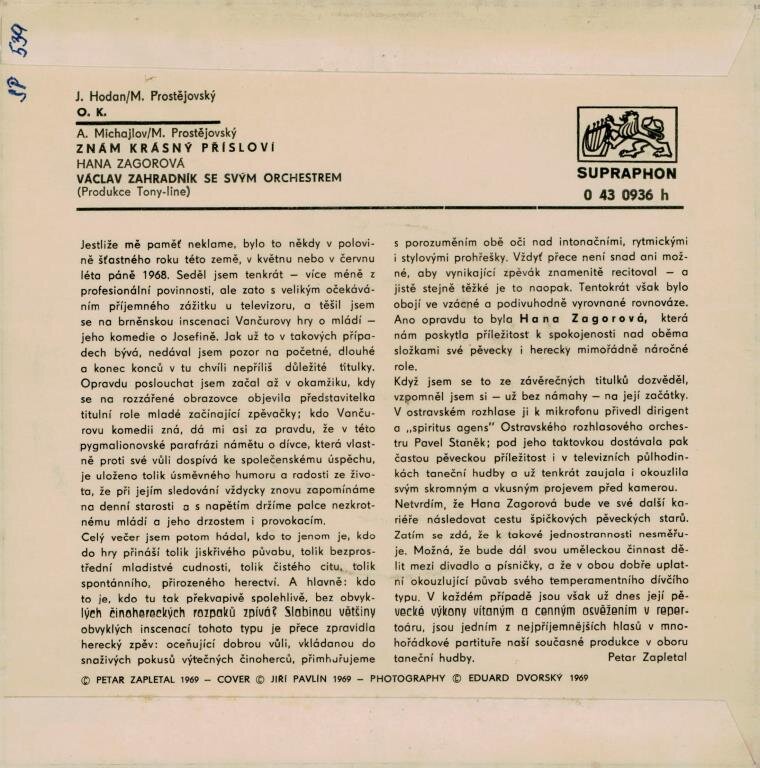 SP 539
J. Hodan/M. Prostějovský
O. K.
A. Michajlov/M. Prostějovský
ZNÁM KRÁSNÝ PŘÍSLOVÍ
HANA ZAGOROVÁ
VÁCLAV ZAHRADNÍK SE SVÝM ORCHESTREM
(Produkce Tony-line)
SUPRAPHON
0 43 0936 h
Jestliže mě paměť neklame, bylo to někdy v polovi-
ně šťastného roku této země, v květnu nebo v červnu
léta páně 1968. Seděl jsem tenkrát – více méně z
profesionální povinnosti, ale zato s velikým očekává-
ním příjemného zážitku u televizoru, a těšil jsem
se na brněnskou inscenaci Vančurovy hry o mládí –
jeho komedie o Josefině. Jak už to v takových přípa-
dech bývá, nedával jsem pozor na početné, dlouhé
a konec konců v tu chvíli nepříliš důležité titulky.
Opravdu poslouchat jsem začal až v okamžiku, kdy
se na rozzářené obrazovce objevila představitelka
titulní role mladé začínající zpěvačky; kdo Vanču-
rovu komedii zná, dá mi asi za pravdu, že v této
pygmalionovské parafrázi námětu o dívce, která vlast-
ně proti své vůli dospívá ke společenskému úspěchu,
je uloženo tolik úsměvného humoru a radosti ze živo-
ta, že při jejím sledování vždycky znovu zapomínáme
na denní starosti a s napětím držíme palce nezkrot-
nému mládí a jeho drzostem i provokacím.
Celý večer jsem potom hádal, kdo to jenom je, kdo
do hry přináší tolik jiskřivého půvabu, tolik bezpros-
třední mladistvé cudnosti, tolik čistého citu, tolik
spontánního, přirozeného herectví. A hlavně: kdo
to je, kdo tu tak překvapivě spolehlivě, bez obvyk-
lých činohereckých rozpaků zpívá? Slabinou většiny
obvyklých inscenací tohoto typu je přece zpravidla
herecký zpěv: oceňující dobrou vůli, vkládanou do
snaživých pokusů výtečných činoherců, přimhuřujeme
s porozuměním obě oči nad intonačními, rytmickými
i stylovými prohřešky. Vždyť přece není snad ani mož-
né, aby vynikající zpěvák znamenitě recitoval – a
jistě stejně těžké je to naopak. Tentokrát však bylo
obojí ve vzácné a podivuhodně vyrovnané rovnováze.
Ano opravdu to byla Hana Zagorová, která
nám poskytla příležitost k spokojenosti nad oběma
složkami své pěvecky i herecky mimořádně náročné
role.
Když jsem se to ze závěrečných titulků dozvěděl,
vzpomněl jsem si – už bez námahy – na její začátky.
V ostravském rozhlase ji k mikrofonu přivedl dirigent
a „spiritus agens" Ostravského rozhlasového orches-
tru Pavel Staněk; pod jeho taktovkou dostávala pak
častou pěveckou příležitost i v televizních půlhodin-
kách taneční hudby a už tenkrát zaujala i okouzlila
svým skromným a vkusným projevem před kamerou.
Netvrdím, že Hana Zagorová bude ve své další ka-
riéře následovat cestu špičkových pěveckých starů.
Zatím se zdá, že k takové jednostrannosti nesměřu-
je. Možná, že bude dál svou uměleckou činnost dě-
lit mezi divadlo a písničky, a že v obou dobře uplat-
ní okouzlující půvab svého temperamentního dívčího
typu. V každém případě jsou však už dnes její pě-
vecké výkony vítaným a cenným osvěžením v reper-
toáru, jsou jedním z nejpříjemnějších hlasů v mno-
hořádkové partituře naší současné produkce v oboru
taneční hudby. Petar Zapletal
© PETAR ZAPLETAL 1969 – COVER © JIŘÍ PAVLÍN 1969 – PHOTOGRAPHY © EDUARD DVORSKÝ 1969